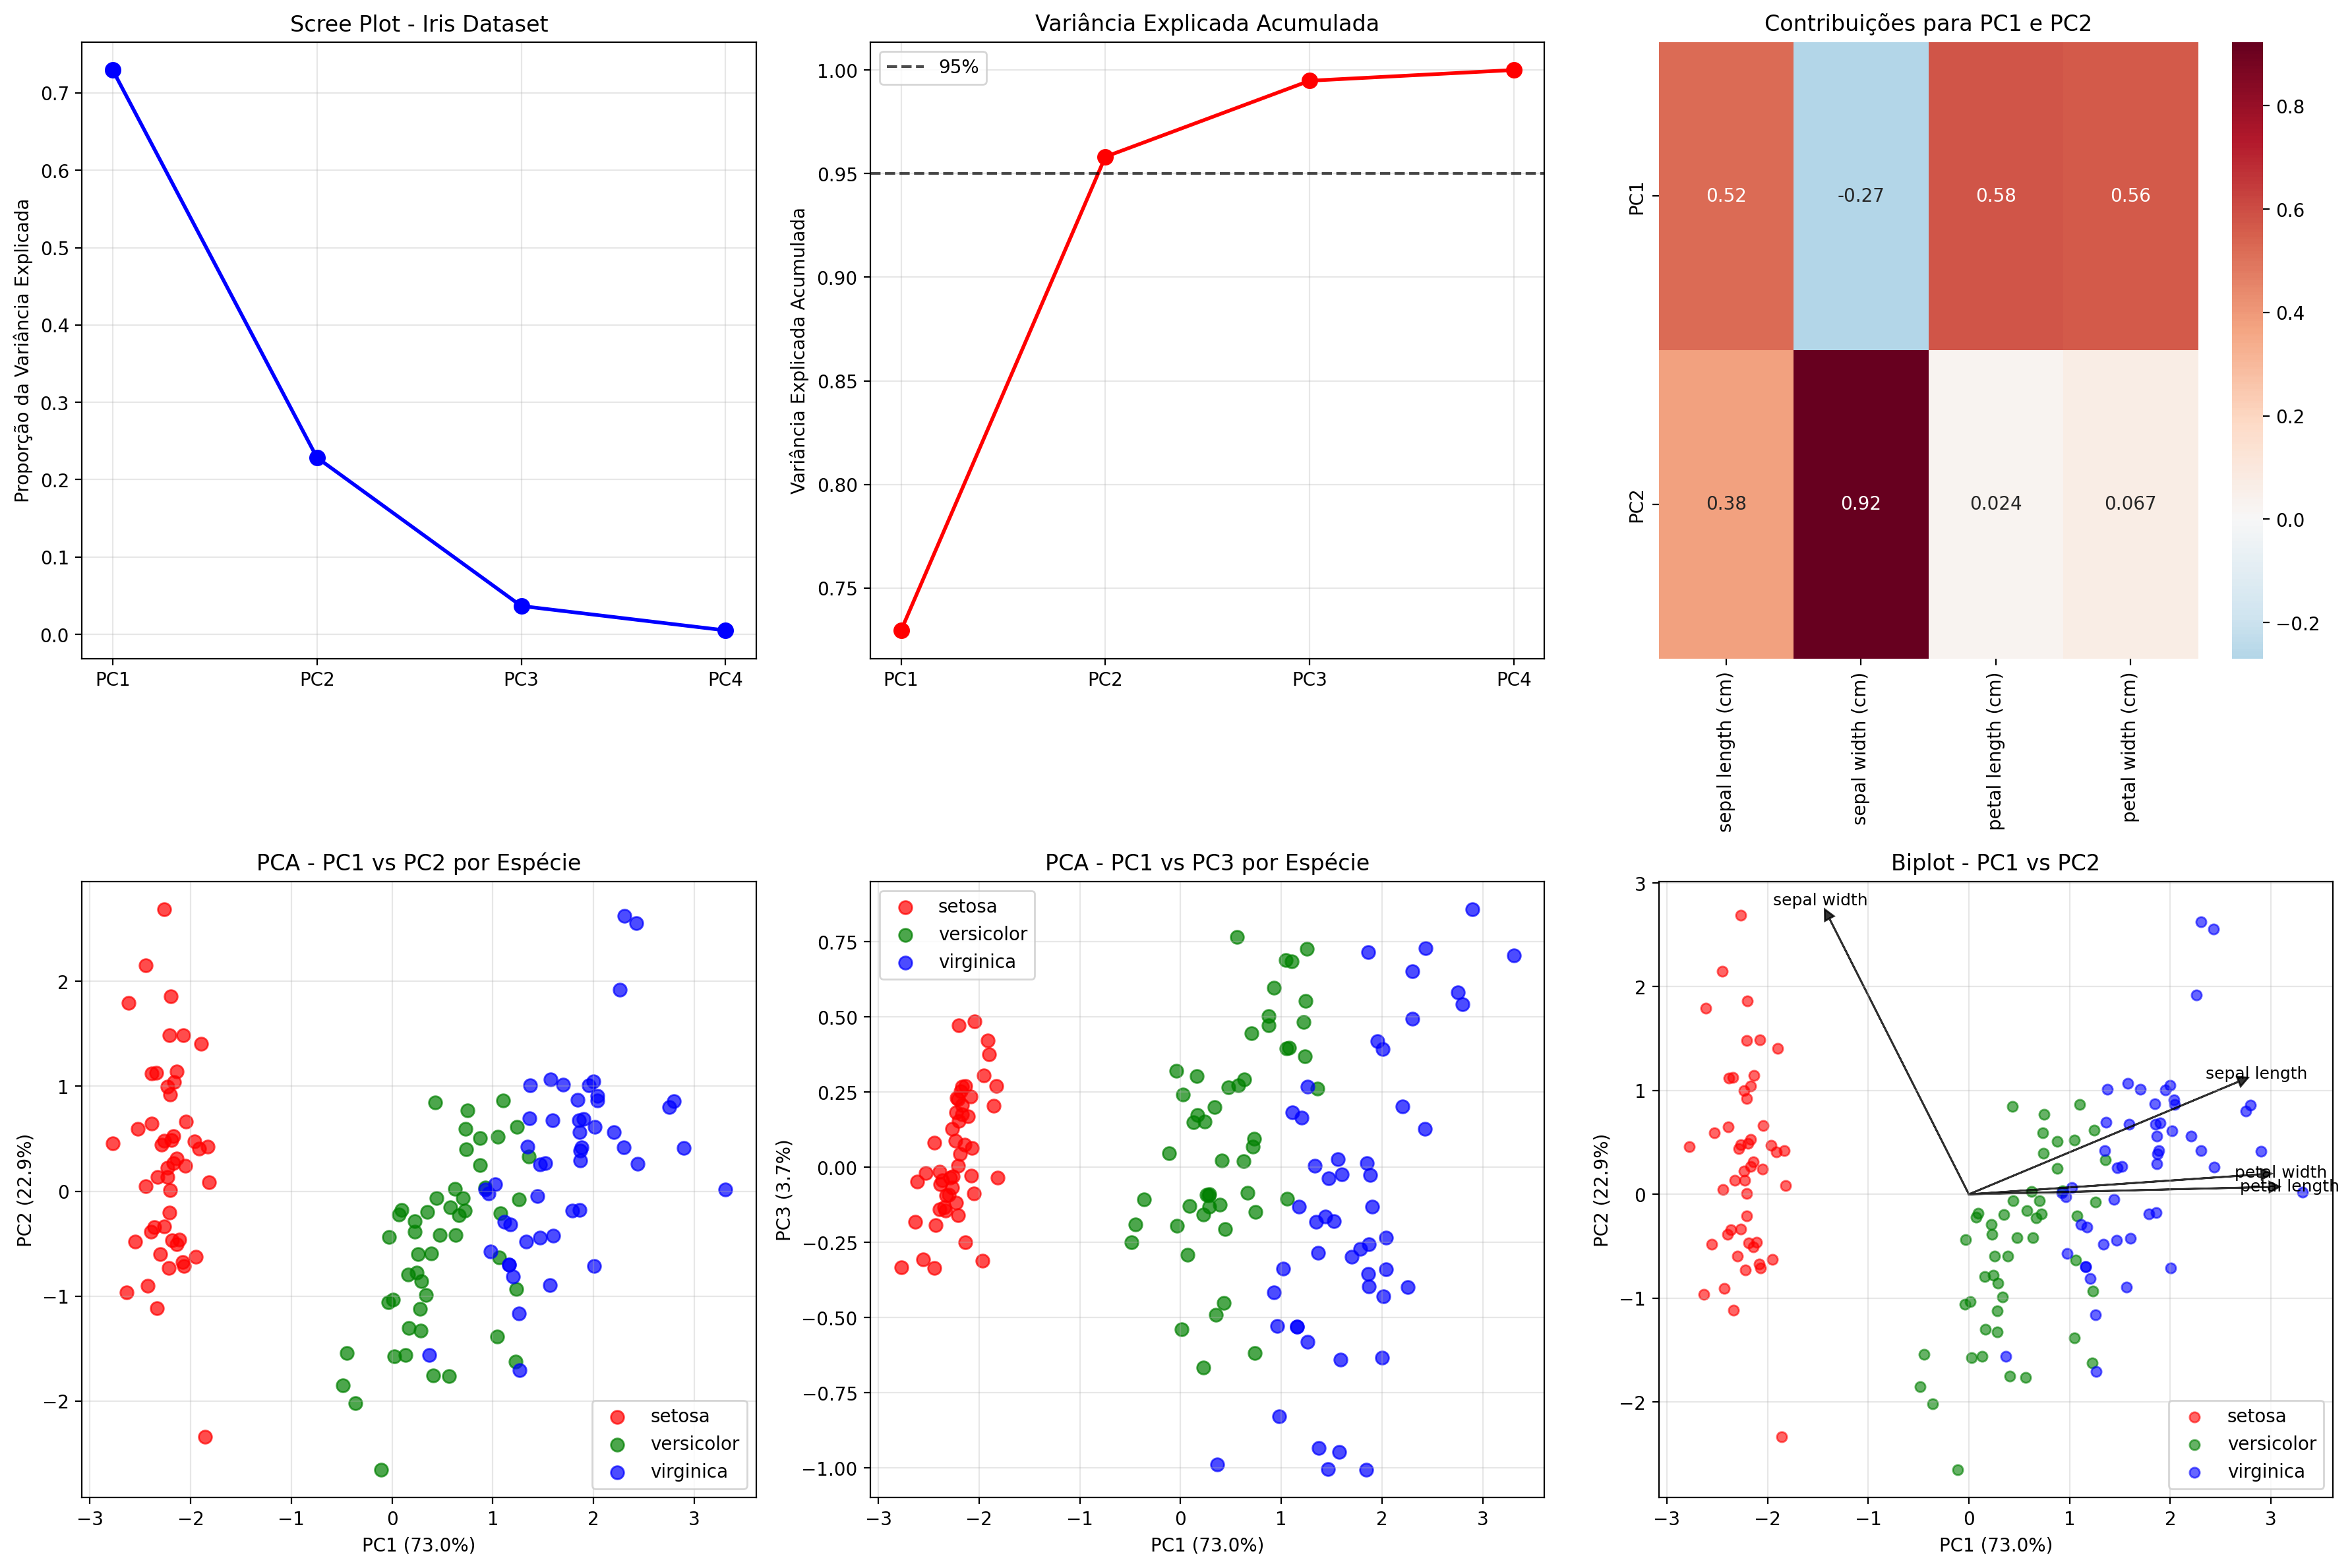 Scree Plot - Iris Dataset
Proporção da Variância Explicada
0.7
0.6
0.5
0.4
0.3
0.2
0.1
0.0
PC1 PC2 PC3 PC4
Variância Explicada Acumulada
Variância Explicada Acumulada
95%
1.00
0.95
0.90
0.85
0.80
0.75
PC1 PC2 PC3 PC4
Contribuições para PC1 e PC2
PC1
0.52 -0.27 0.58 0.56
PC2
0.38 0.92 0.024 0.067
sepal length (cm)
sepal width (cm)
petal length (cm)
petal width (cm)
0.8
0.6
0.4
0.2
0.0
−0.2
PCA - PC1 vs PC2 por Espécie
PC2 (22.9%)
2
1
0
−1
−2
setosa
versicolor
virginica
−3 −2 −1 0 1 2 3
PC1 (73.0%)
PCA - PC1 vs PC3 por Espécie
PC3 (3.7%)
setosa
versicolor
virginica
0.75
0.50
0.25
0.00
−0.25
−0.50
−0.75
−1.00
−3 −2 −1 0 1 2 3
PC1 (73.0%)
Biplot - PC1 vs PC2
PC2 (22.9%)
3
2
1
0
−1
−2
sepal width
sepal length
petal width
petal length
setosa
versicolor
virginica
−3 −2 −1 0 1 2 3
PC1 (73.0%)